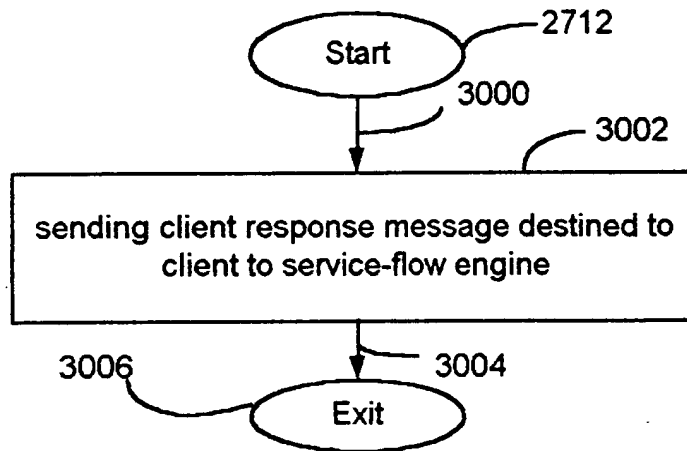 2712
Start
3000
3002
sending client response message destined to
client to service-flow engine
3006
3004
Exit